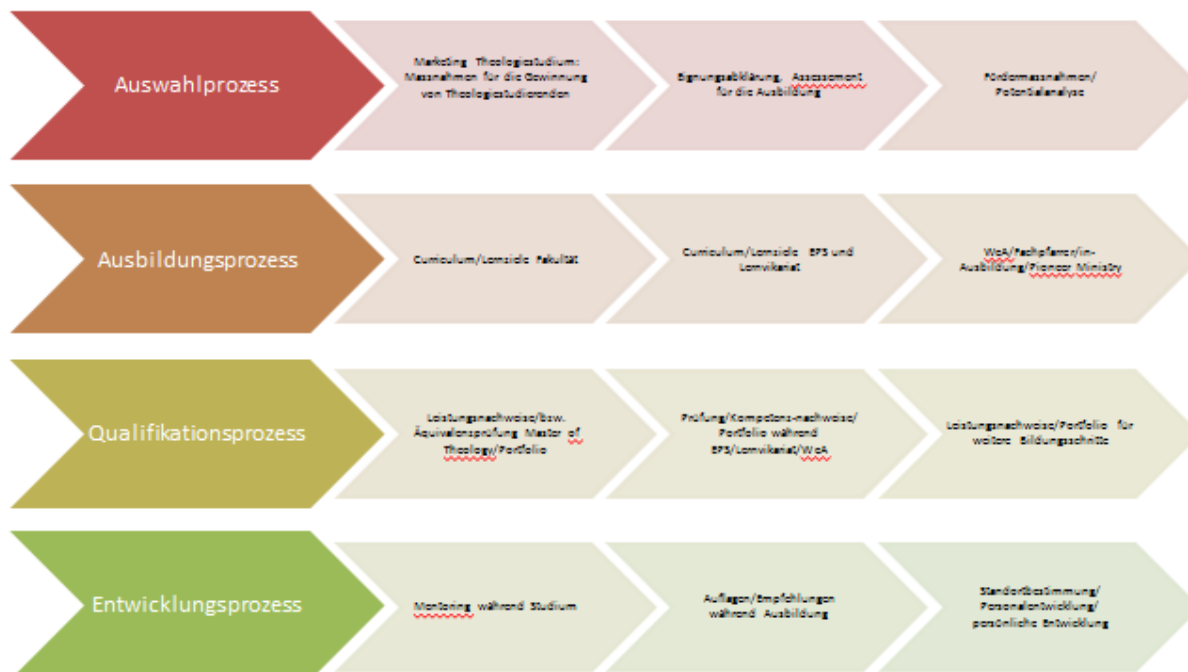 Auswahlprozess
Marketing Theologiestudium:
Massnahmen für die Gewinnung
von Theologiestudierenden
Eignungsabklärung, Assessment
für die Ausbildung
Fördermassnahmen/
Potentialanalyse
Ausbildungsprozess
Curriculum/Lernziele Fakultät
Curriculum/Lernziele EPS und
Lernvikariat
WeA/Fachpfarrer/in-
Ausbildung/Pioneer Ministry
Qualifikationsprozess
Leistungsnachweise/bzw.
Äquivalenzprüfung Master of
Theology/Portfolio
Prüfung/Kompetenz-nachweise/
Portfolio während
EPS/Lernvikariat/WeA
Leistungsnachweise/Portfolio für
weitere Bildungsschritte
Entwicklungsprozess
Mentoring während Studium
Auflagen/Empfehlungen
während Ausbildung
Standortbestimmung/
Personalentwicklung/
persönliche Entwicklung